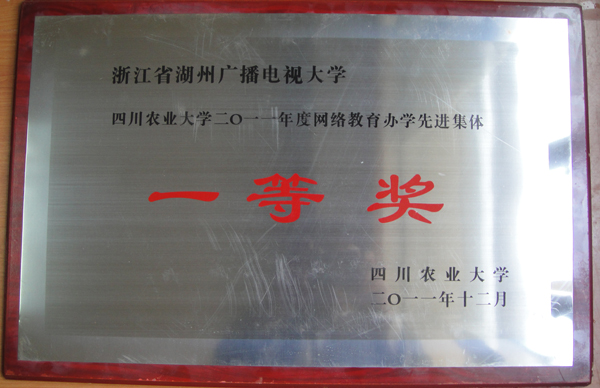 浙江省湖州广播电视大学
四川农业大学二〇一一年度网络教育办学先进集体
一等奖
四川农业大学
二〇一一年十二月